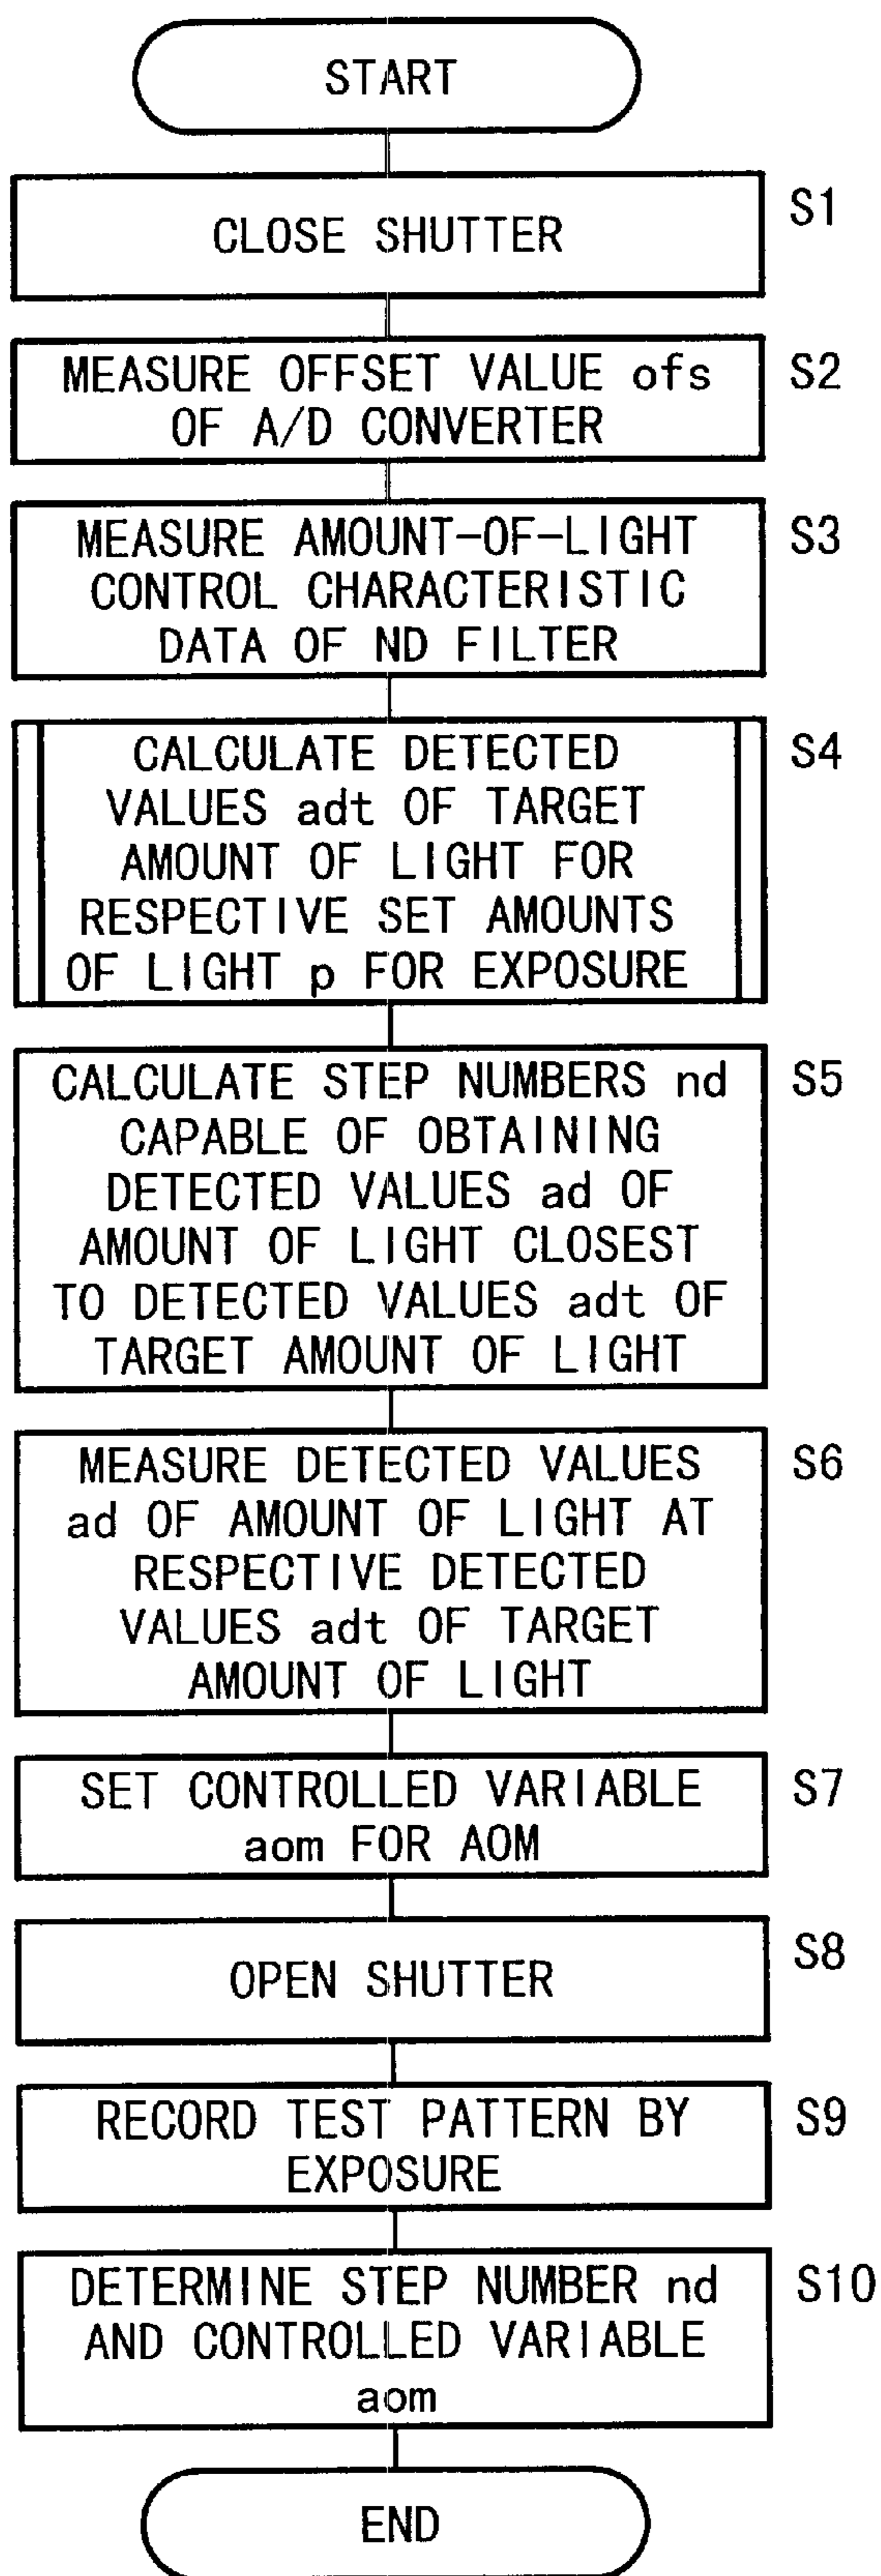 START
CLOSE SHUTTER
S1
MEASURE OFFSET VALUE ofs
OF A/D CONVERTER
S2
MEASURE AMOUNT-OF-LIGHT
CONTROL CHARACTERISTIC
DATA OF ND FILTER
S3
CALCULATE DETECTED
VALUES adt OF TARGET
AMOUNT OF LIGHT FOR
RESPECTIVE SET AMOUNTS
OF LIGHT p FOR EXPOSURE
S4
CALCULATE STEP NUMBERS nd
CAPABLE OF OBTAINING
DETECTED VALUES ad OF
AMOUNT OF LIGHT CLOSEST
TO DETECTED VALUES adt OF
TARGET AMOUNT OF LIGHT
S5
MEASURE DETECTED VALUES
ad OF AMOUNT OF LIGHT AT
RESPECTIVE DETECTED
VALUES adt OF TARGET
AMOUNT OF LIGHT
S6
SET CONTROLLED VARIABLE
aom FOR AOM
S7
OPEN SHUTTER
S8
RECORD TEST PATTERN BY
EXPOSURE
S9
DETERMINE STEP NUMBER nd
AND CONTROLLED VARIABLE
aom
S10
END